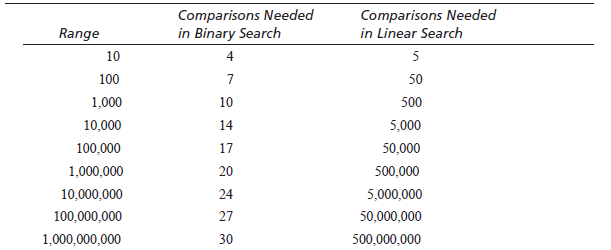 Comparisons Needed Comparisons Needed
Range in Binary Search in Linear Search
10 4 5
100 7 50
1,000 10 500
10,000 14 5,000
100,000 17 50,000
1,000,000 20 500,000
10,000,000 24 5,000,000
100,000,000 27 50,000,000
1,000,000,000 30 500,000,000